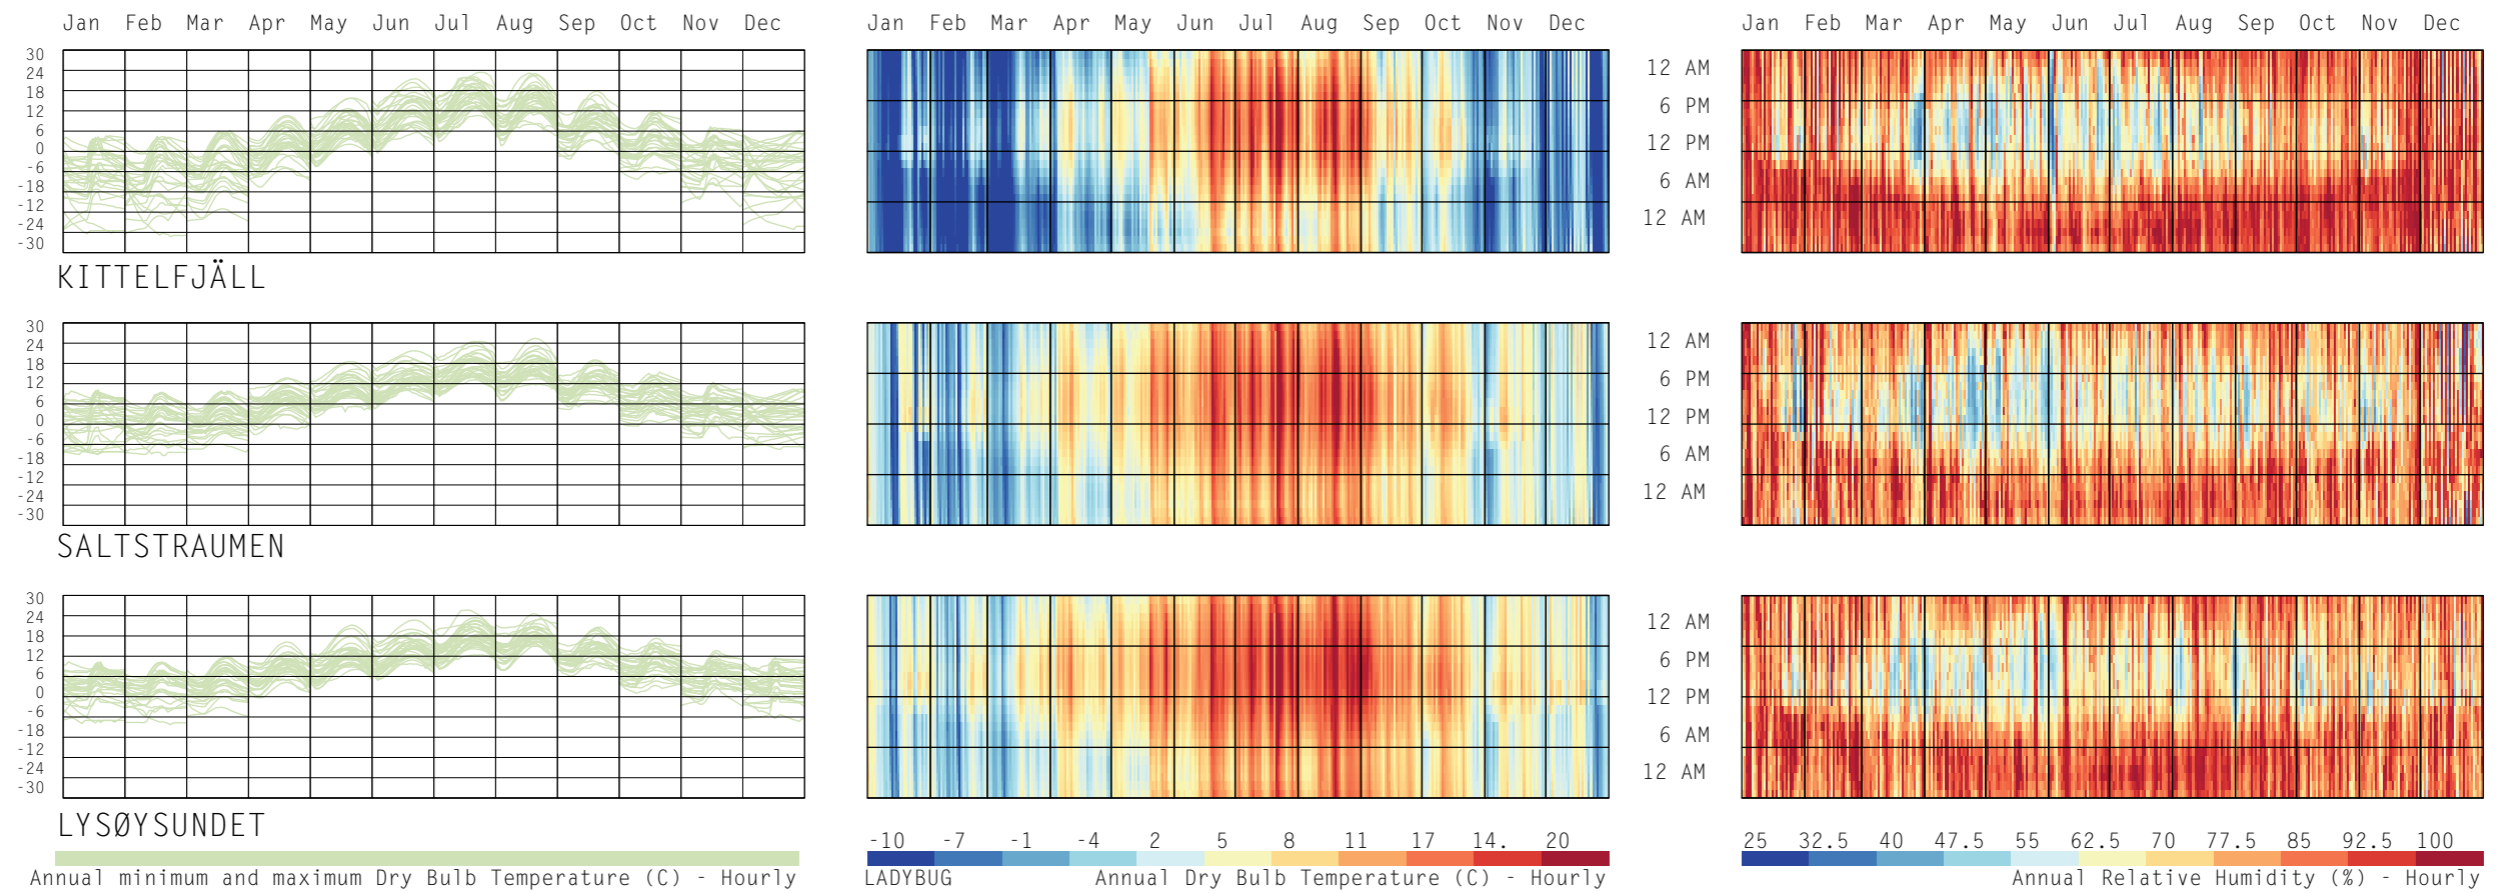 Jan Feb Mar Apr May Jun Jul Aug Sep Oct Nov Dec
Jan Feb Mar Apr May Jun Jul Aug Sep Oct Nov Dec
Jan Feb Mar Apr May Jun Jul Aug Sep Oct Nov Dec
30
24
18
12
6
0
-6
-18
-12
-24
-30
12 AM
6 PM
12 PM
6 AM
12 AM
KITTELFJÄLL
30
24
18
12
6
0
-6
-18
-12
-24
-30
12 AM
6 PM
12 PM
6 AM
12 AM
SALTSTRAUMEN
30
24
18
12
6
0
-6
-18
-12
-24
-30
12 AM
6 PM
12 PM
6 AM
12 AM
LYSØYSUNDET
Annual minimum and maximum Dry Bulb Temperature (C) - Hourly
-10 -7 -1 -4 2 5 8 11 17 14. 20
LADYBUG Annual Dry Bulb Temperature (C) - Hourly
25 32.5 40 47.5 55 62.5 70 77.5 85 92.5 100
Annual Relative Humidity (%) - Hourly